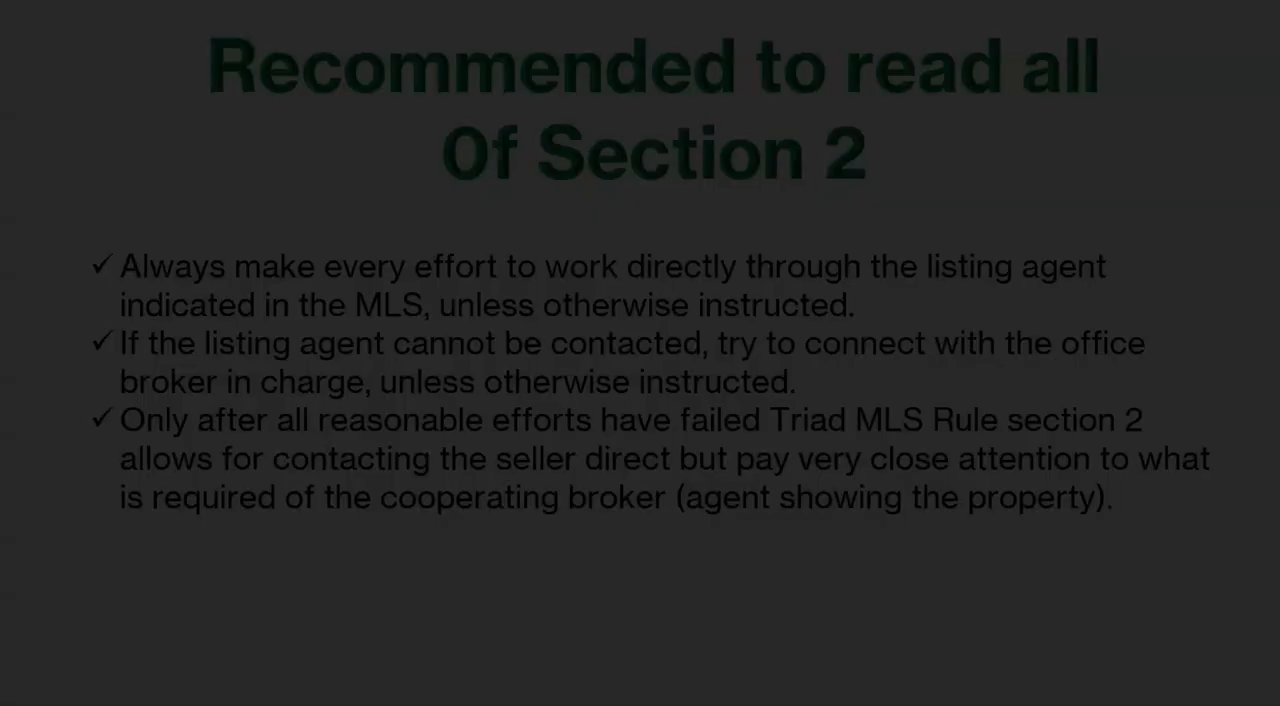 Recommended to read all
0f Section 2
✓ Always make every effort to work directly through the listing agent
indicated in the MLS, unless otherwise instructed.
✓ If the listing agent cannot be contacted, try to connect with the office
broker in charge, unless otherwise instructed.
✓ Only after all reasonable efforts have failed Triad MLS Rule section 2
allows for contacting the seller direct but pay very close attention to what
is required of the cooperating broker (agent showing the property).